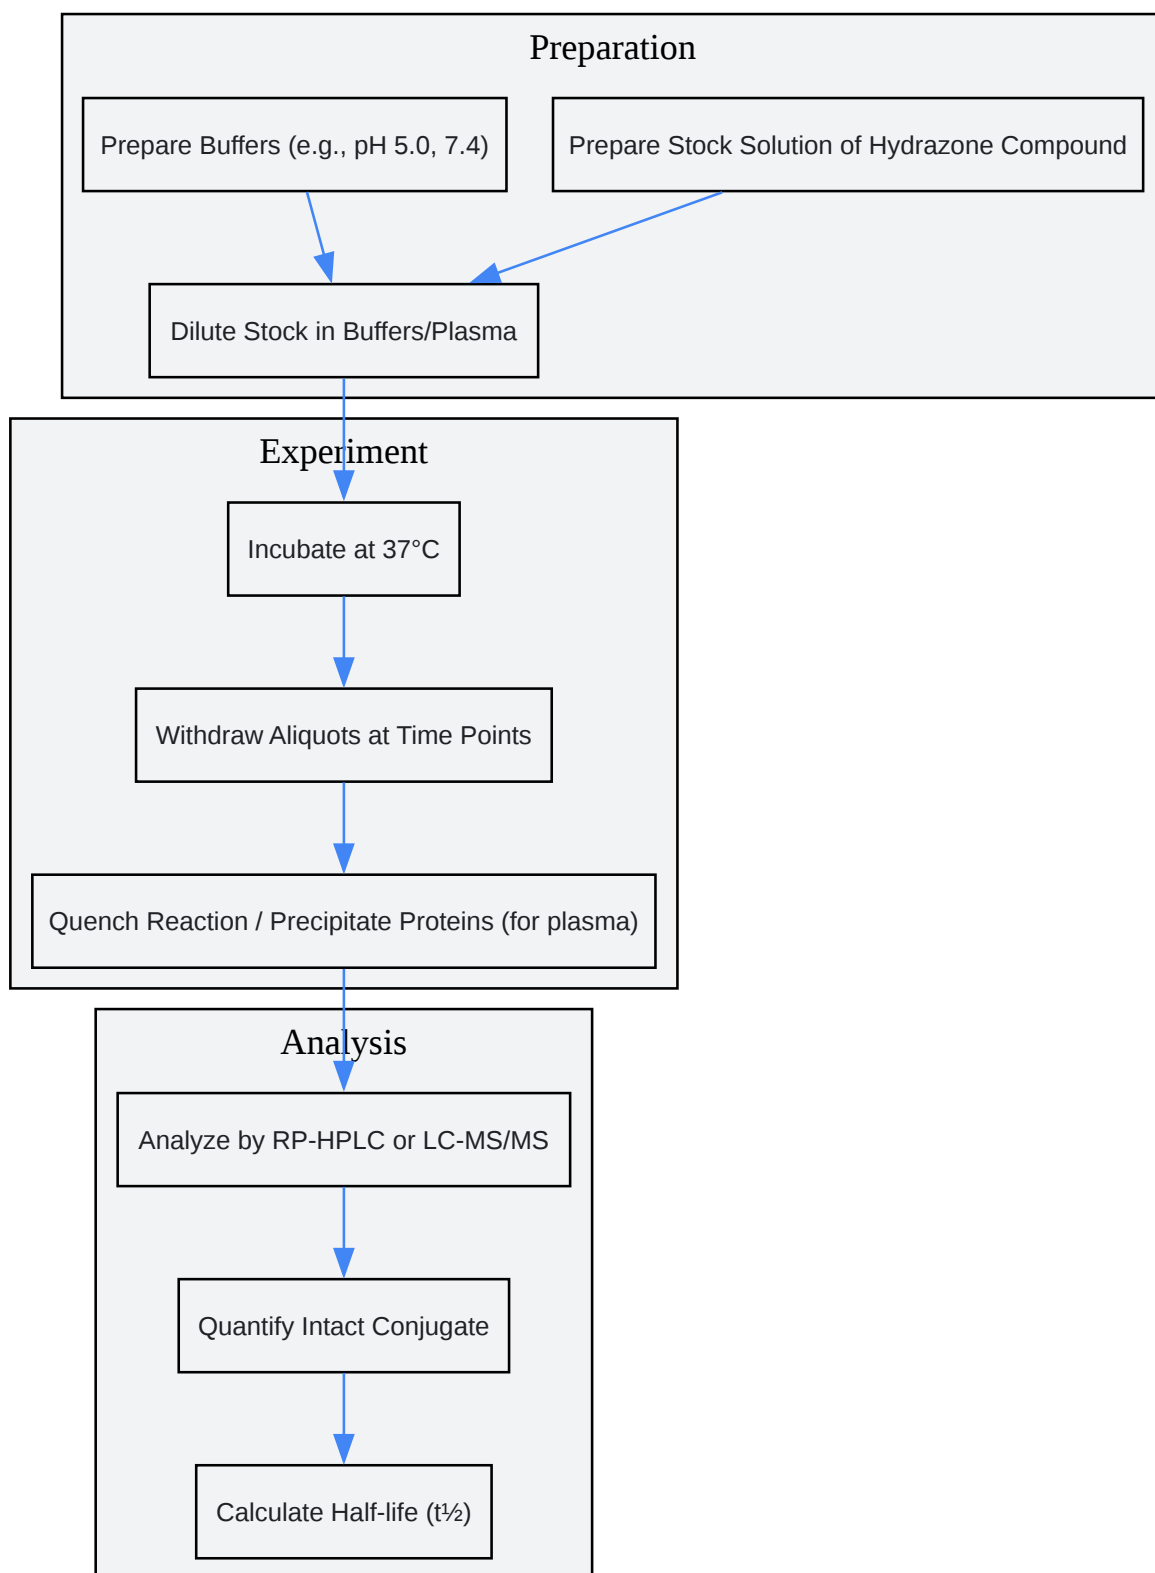 Preparation
Prepare Buffers (e.g., pH 5.0, 7.4)
Prepare Stock Solution of Hydrazone Compound
Dilute Stock in Buffers/Plasma
Experiment
Incubate at 37°C
Withdraw Aliquots at Time Points
Quench Reaction / Precipitate Proteins (for plasma)
Analysis
Analyze by RP-HPLC or LC-MS/MS
Quantify Intact Conjugate
Calculate Half-life (t½)